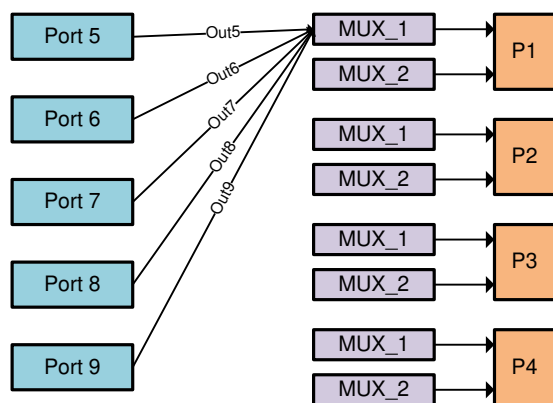 Port 5
Out5
MUX_1
P1
MUX_2
Port 6
Out6
MUX_1
P2
MUX_2
Port 7
Out7
MUX_1
P3
MUX_2
Port 8
Out8
MUX_1
P4
MUX_2
Port 9
Out9